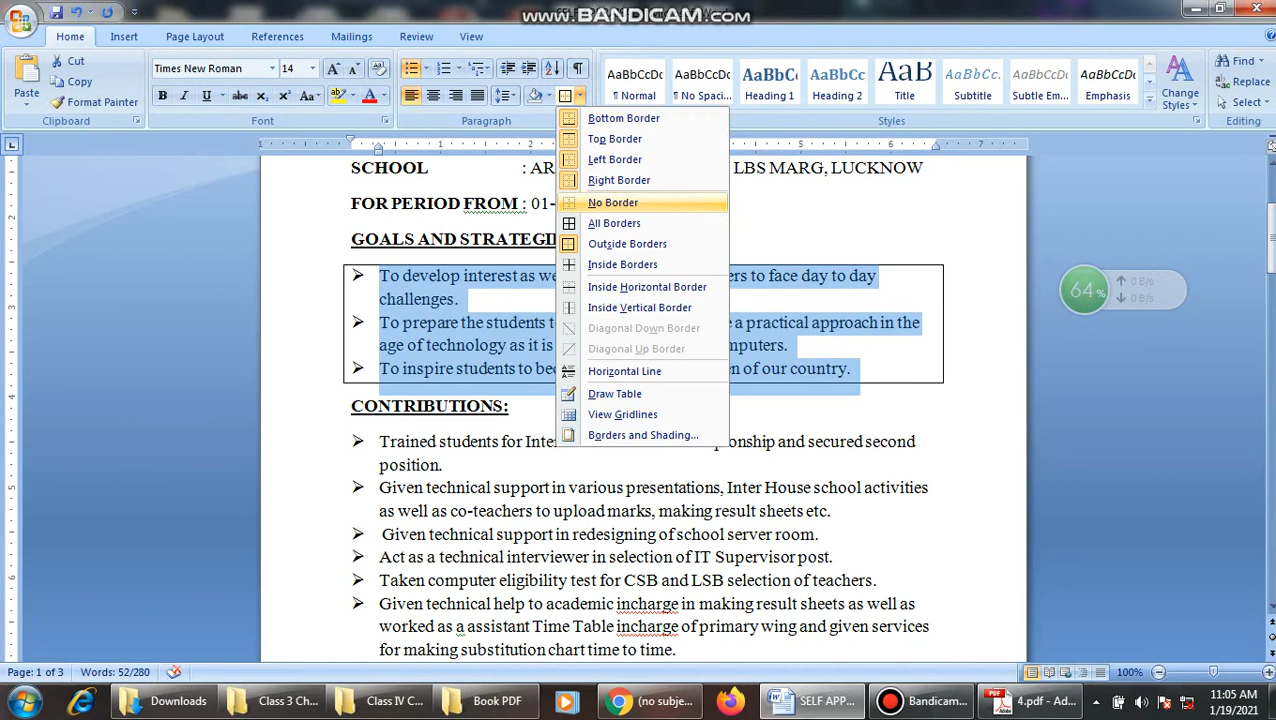 www.BANDICAM.com
Home Insert Page Layout References Mailings Review View
Paste
Cut
Copy
Format Painter
Clipboard
Times New Roman 14
B I U
Font
Paragraph
AaBbCcDc AaBbCcDc AaBbCc AaBbCc AaB AaBbCcL AaBbCcDc AaBbCcDc
¶ Normal ¶ No Spaci... Heading 1 Heading 2 Title Subtitle Subtle Em... Emphasis
Change Styles
Styles
Find
Replace
Select
Editing
Bottom Border
Top Border
Left Border
Right Border
No Border
All Borders
Outside Borders
Inside Borders
Inside Horizontal Border
Inside Vertical Border
Diagonal Down Border
Diagonal Up Border
Horizontal Line
Draw Table
View Gridlines
Borders and Shading...
SCHOOL : AR LBS MARG, LUCKNOW
FOR PERIOD FROM : 01-
GOALS AND STRATEGI
To develop interest as we ers to face day to day
challenges.
To prepare the students t e a practical approach in the
age of technology as it is mputers.
To inspire students to be en of our country.
CONTRIBUTIONS:
Trained students for Inte onship and secured second
position.
Given technical support in various presentations, Inter House school activities
as well as co-teachers to upload marks, making result sheets etc.
Given technical support in redesigning of school server room.
Act as a technical interviewer in selection of IT Supervisor post.
Taken computer eligibility test for CSB and LSB selection of teachers.
Given technical help to academic incharge in making result sheets as well as
worked as a assistant Time Table incharge of primary wing and given services
for making substitution chart time to time.
64%
0 B/s
0 B/s
Page: 1 of 3 Words: 52/280 100%
Downloads Class 3 Ch... Class IV C... Book PDF (no subje... SELF APP... Bandicam... 4.pdf - Ad...
11:05 AM
1/19/2021